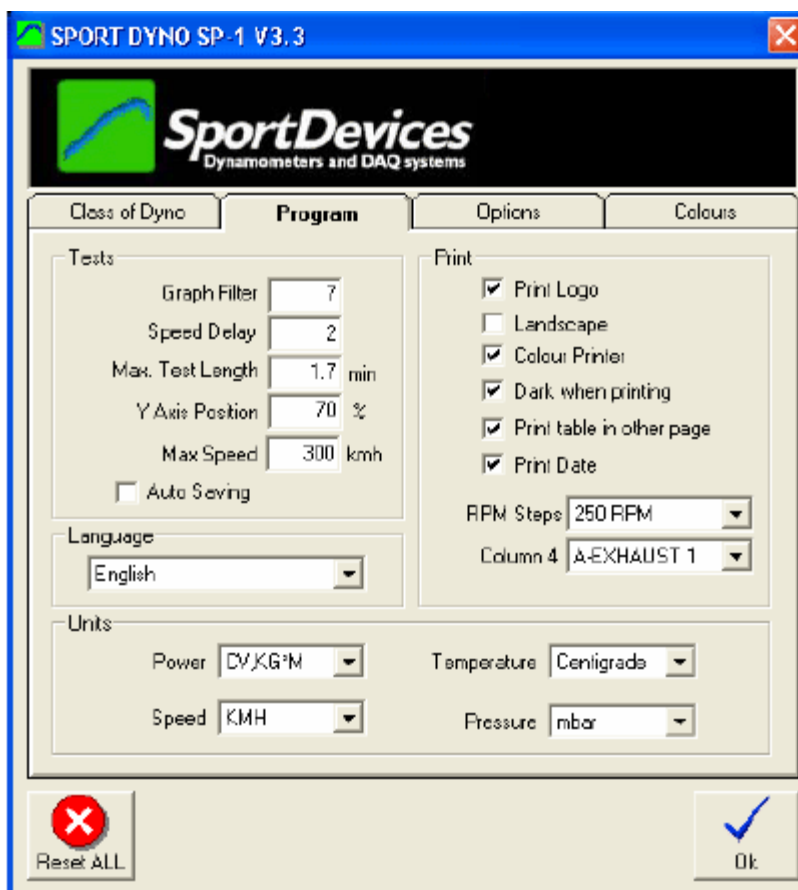 SPORT DYNO SP-1 V3.3
SportDevices
Dynamometers and DAQ systems
Class of Dyno
Program
Options
Colours
Tests
Graph Filter 7
Speed Delay 2
Max. Test Length 1.7 min
Y Axis Position 70 %
Max Speed 300 kmh
Auto Saving
Language
English
Print
Print Logo
Landscape
Colour Printer
Dark when printing
Print table in other page
Print Date
RPM Steps 250 RPM
Column 4 A-EXHAUST 1
Units
Power CV,KG*M
Temperature Centigrade
Speed KMH
Pressure mbar
Reset ALL
Ok